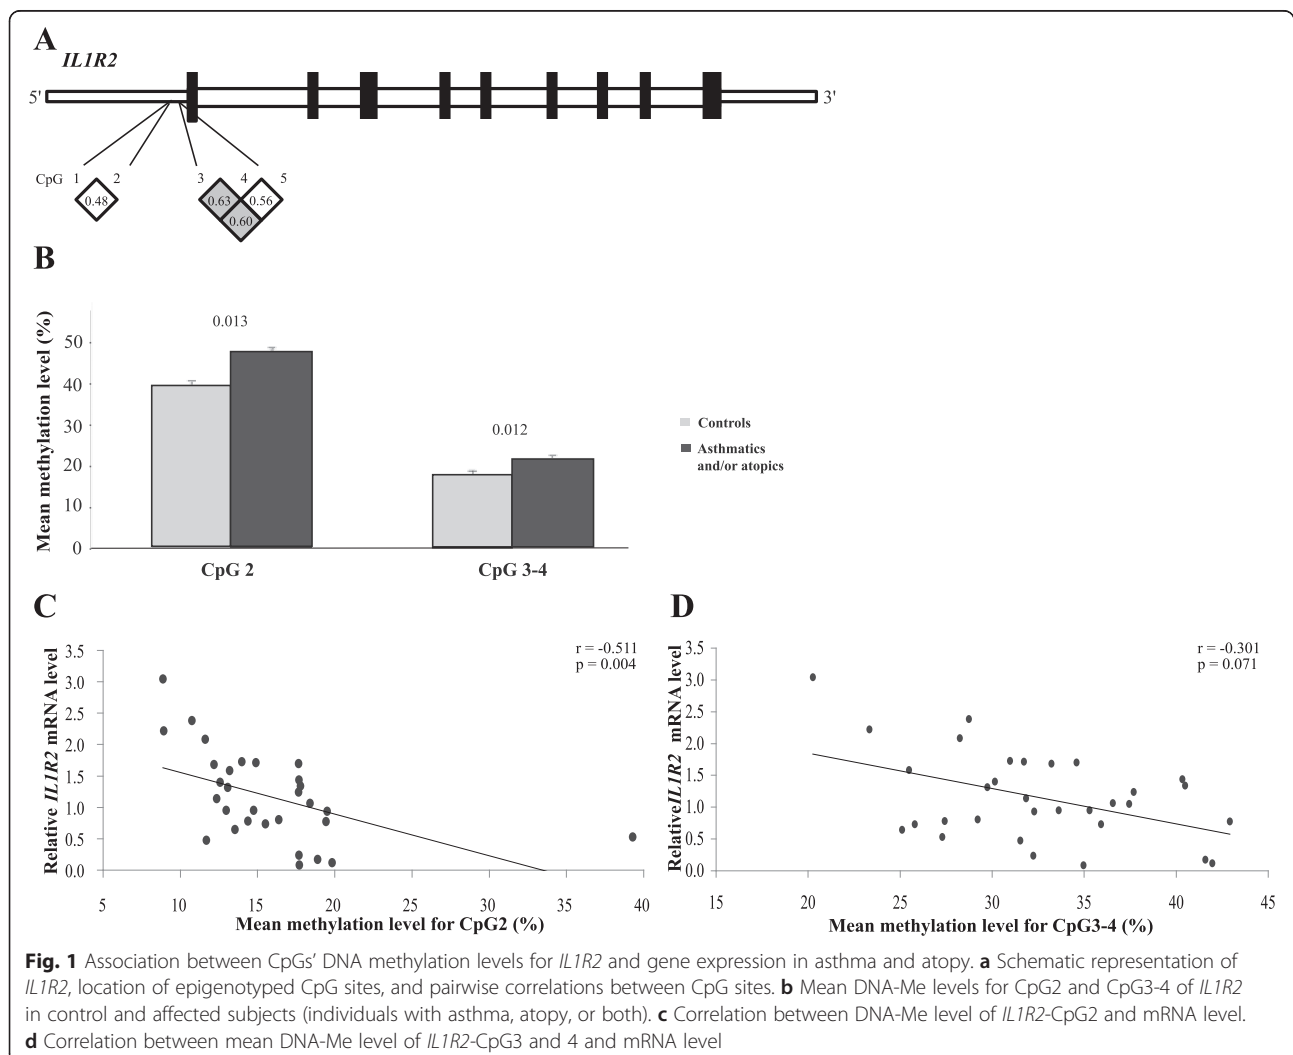 A
IL1R2
5'
3'
CpG 1 2 3 4 5
0.48 0.63 0.56
0.60
B
Mean methylation level (%)
50
40
30
20
10
0
0.013
0.012
CpG 2
CpG 3-4
Controls
Asthmatics
and/or atopics
C
Relative IL1R2 mRNA level
3.5
3.0
2.5
2.0
1.5
1.0
0.5
0.0
r = -0.511
p = 0.004
5 10 15 20 25 30 35 40
Mean methylation level for CpG2 (%)
D
RelativeIL1R2 mRNA level
3.5
3.0
2.5
2.0
1.5
1.0
0.5
0.0
r = -0.301
p = 0.071
15 20 25 30 35 40 45
Mean methylation level for CpG3-4 (%)
Fig. 1 Association between CpGs' DNA methylation levels for IL1R2 and gene expression in asthma and atopy. a Schematic representation of
IL1R2, location of epigenotyped CpG sites, and pairwise correlations between CpG sites. b Mean DNA-Me levels for CpG2 and CpG3-4 of IL1R2
in control and affected subjects (individuals with asthma, atopy, or both). c Correlation between DNA-Me level of IL1R2-CpG2 and mRNA level.
d Correlation between mean DNA-Me level of IL1R2-CpG3 and 4 and mRNA level